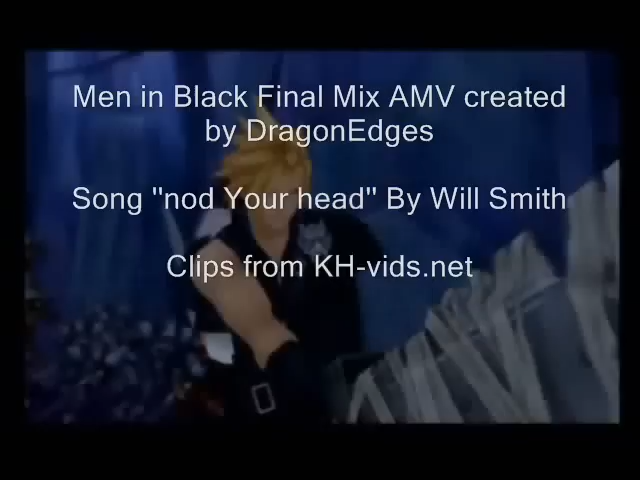 Men in Black Final Mix AMV created
by DragonEdges
Song "nod Your head" By Will Smith
Clips from KH-vids.net